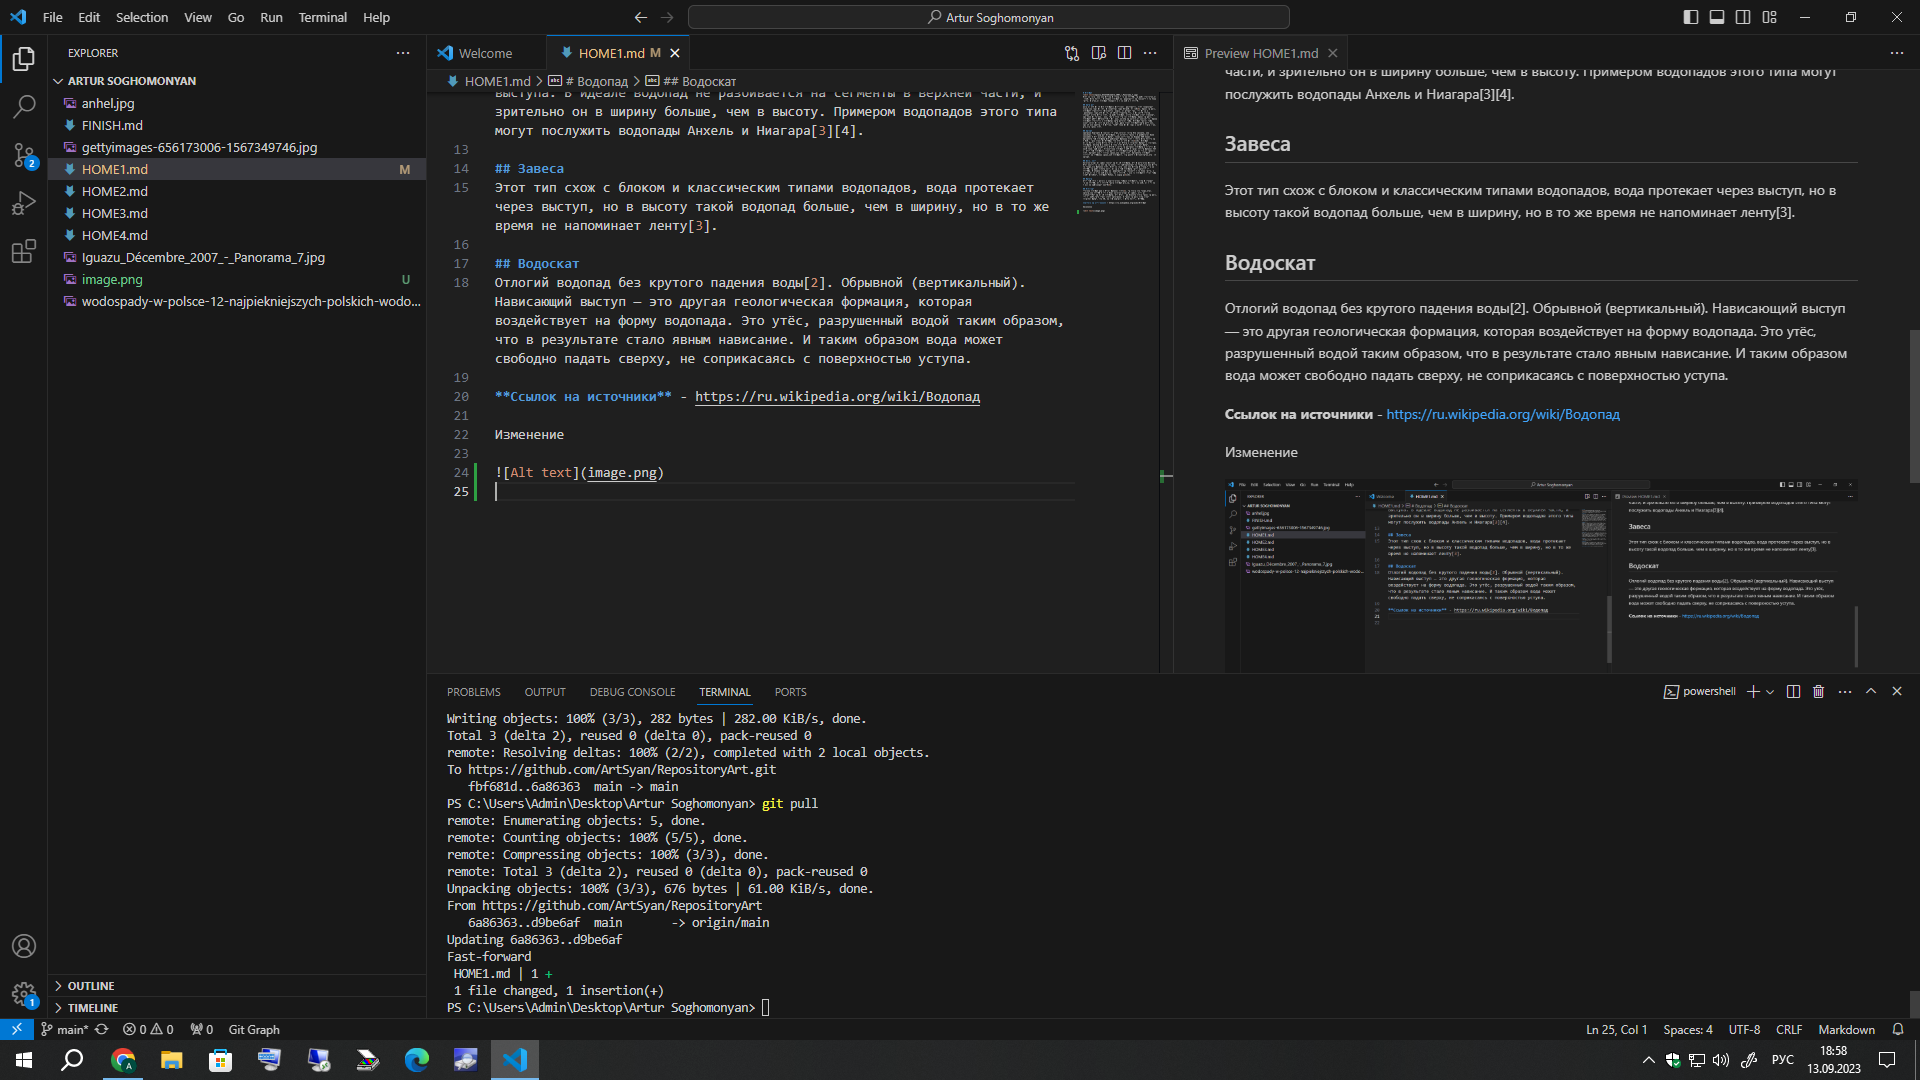 File Edit Selection View Go Run Terminal Help
Artur Soghomonyan
EXPLORER
ARTUR SOGHOMONYAN
anhel.jpg
FINISH.md
gettyimages-656173006-1567349746.jpg
HOME1.md M
HOME2.md
HOME3.md
HOME4.md
Iguazu_Décembre_2007_-_Panorama_7.jpg
image.png U
wodospady-w-polsce-12-najpiekniejszych-polskich-wodo...
OUTLINE
TIMELINE
Welcome
HOME1.md M
HOME1.md > # Водопад > ## Водоскат
выступа. В идеале водопад не разбивается на сегменты в верхней части, и
зрительно он в ширину больше, чем в высоту. Примером водопадов этого типа
могут послужить водопады Анхель и Ниагара[3][4].
13
14 ## Завеса
15 Этот тип схож с блоком и классическим типами водопадов, вода протекает
через выступ, но в высоту такой водопад больше, чем в ширину, но в то же
время не напоминает ленту[3].
16
17 ## Водоскат
18 Отлогий водопад без крутого падения воды[2]. Обрывной (вертикальный).
Нависающий выступ — это другая геологическая формация, которая
воздействует на форму водопада. Это утёс, разрушенный водой таким образом,
что в результате стало явным нависание. И таким образом вода может
свободно падать сверху, не соприкасаясь с поверхностью уступа.
19
20 **Ссылок на источники** - https://ru.wikipedia.org/wiki/Водопад
21
22 Изменение
23
24 ![Alt text](image.png)
25
Preview HOME1.md
части, и зрительно он в ширину больше, чем в высоту. Примером водопадов этого типа могут
послужить водопады Анхель и Ниагара[3][4].
Завеса
Этот тип схож с блоком и классическим типами водопадов, вода протекает через выступ, но в
высоту такой водопад больше, чем в ширину, но в то же время не напоминает ленту[3].
Водоскат
Отлогий водопад без крутого падения воды[2]. Обрывной (вертикальный). Нависающий выступ
— это другая геологическая формация, которая воздействует на форму водопада. Это утёс,
разрушенный водой таким образом, что в результате стало явным нависание. И таким образом
вода может свободно падать сверху, не соприкасаясь с поверхностью уступа.
Ссылок на источники - https://ru.wikipedia.org/wiki/Водопад
Изменение
PROBLEMS OUTPUT DEBUG CONSOLE TERMINAL PORTS
powershell
Writing objects: 100% (3/3), 282 bytes | 282.00 KiB/s, done.
Total 3 (delta 2), reused 0 (delta 0), pack-reused 0
remote: Resolving deltas: 100% (2/2), completed with 2 local objects.
To https://github.com/ArtSyan/RepositoryArt.git
fbf681d..6a86363 main -> main
PS C:\Users\Admin\Desktop\Artur Soghomonyan> git pull
remote: Enumerating objects: 5, done.
remote: Counting objects: 100% (5/5), done.
remote: Compressing objects: 100% (3/3), done.
remote: Total 3 (delta 2), reused 0 (delta 0), pack-reused 0
Unpacking objects: 100% (3/3), 676 bytes | 61.00 KiB/s, done.
From https://github.com/ArtSyan/RepositoryArt
6a86363..d9be6af main -> origin/main
Updating 6a86363..d9be6af
Fast-forward
HOME1.md | 1 +
1 file changed, 1 insertion(+)
PS C:\Users\Admin\Desktop\Artur Soghomonyan>
2
1
main* 0 0 0 Git Graph
Ln 25, Col 1 Spaces: 4 UTF-8 CRLF Markdown
РУС
18:58
13.09.2023